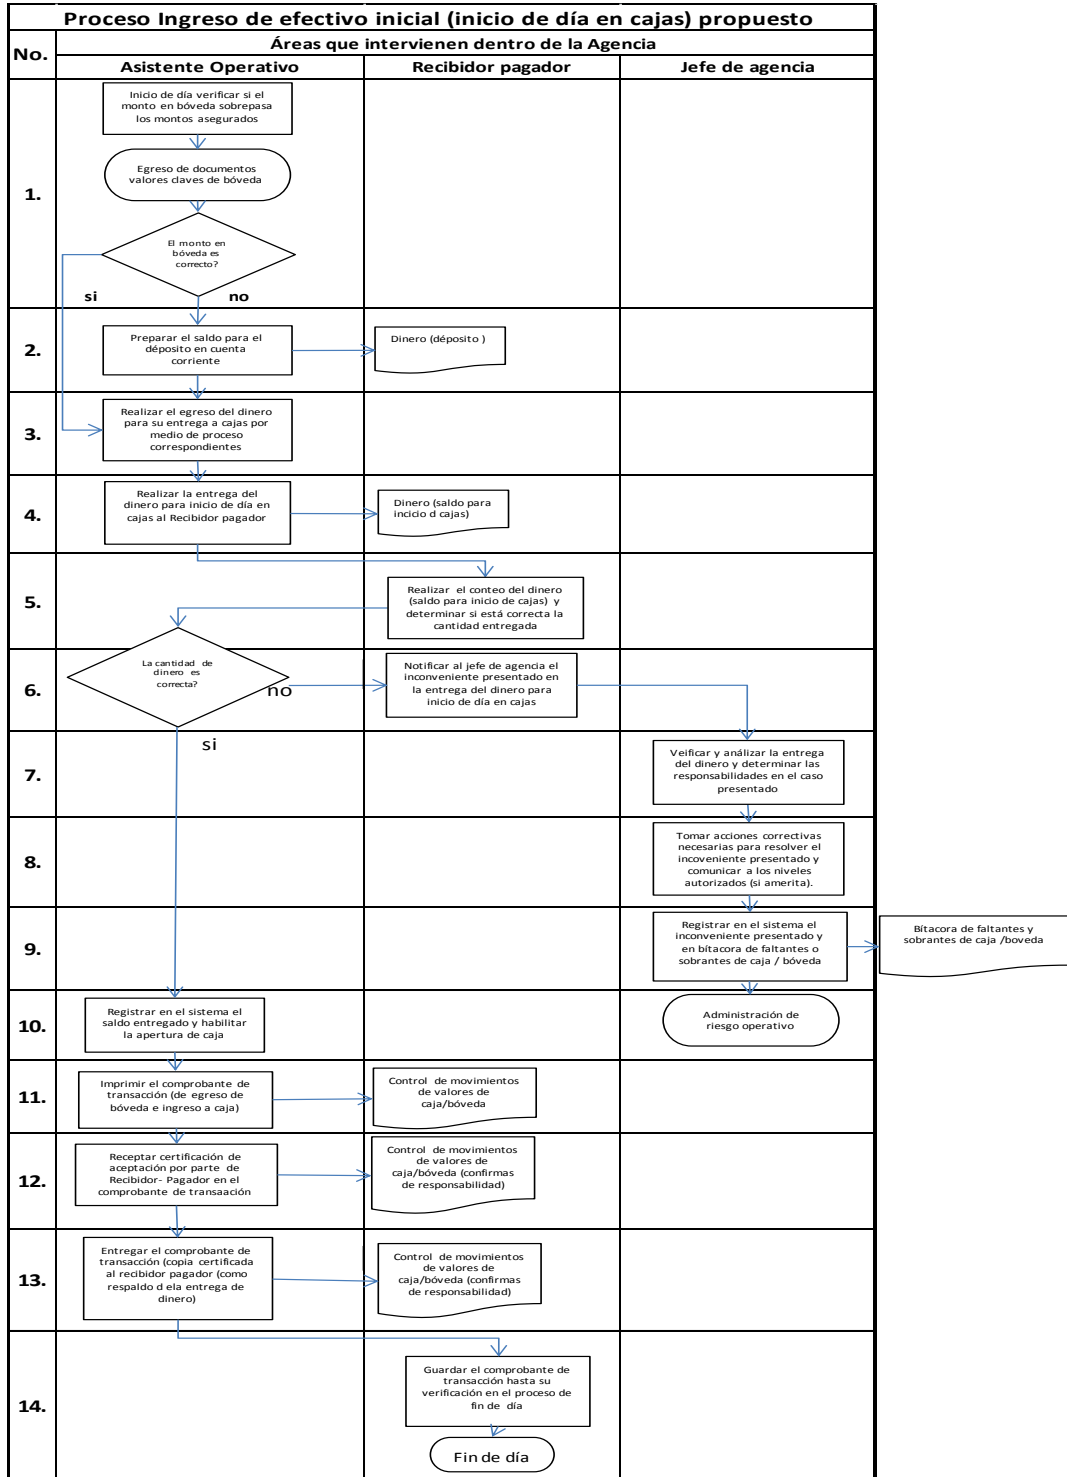 Proceso Ingreso de efectivo inicial (inicio de día en cajas) propuesto
No.
Áreas que intervienen dentro de la Agencia
Asistente Operativo
Recibidor pagador
Jefe de agencia
1.
Inicio de día verificar si el
monto en bóveda sobrepasa
los montos asegurados
Egreso de documentos
valores claves de bóveda
El monto en
bóveda es
correcto?
si
no
2.
Preparar el saldo para el
déposito en cuenta
corriente
Dinero (déposito )
3.
Realizar el egreso del dinero
para su entrega a cajas por
medio de proceso
correspondientes
4.
Realizar la entrega del
dinero para inicio de día en
cajas al Recibidor pagador
Dinero (saldo para
incicio d cajas)
5.
Realizar el conteo del dinero
(saldo para inicio de cajas) y
determinar si está correcta la
cantidad entregada
6.
La cantidad de
dinero es
correcta?
no
Notificar al jefe de agencia el
inconveniente presentado en
la entrega del dinero para
inicio de día en cajas
si
7.
Veificar y análizar la entrega
del dinero y determinar las
responsabilidades en el caso
presentado
8.
Tomar acciones correctivas
necesarias para resolver el
incoveniente presentado y
comunicar a los niveles
autorizados (si amerita).
9.
Registrar en el sistema el
inconveniente presentado y
en bítacora de faltantes o
sobrantes de caja / bóveda
Bítacora de faltantes y
sobrantes de caja /boveda
10.
Registrar en el sistema el
saldo entregado y habilitar
la apertura de caja
Administración de
riesgo operativo
11.
Imprimir el comprobante de
transacción (de egreso de
bóveda e ingreso a caja)
Control de movimientos
de valores de
caja/bóveda
12.
Receptar certificación de
aceptación por parte de
Recibidor- Pagador en el
comprobante de transaación
Control de movimientos
de valores de
caja/bóveda (confirmas
de responsabilidad)
13.
Entregar el comprobante de
transacción (copia certificada
al recibidor pagador (como
respaldo d ela entrega de
dinero)
Control de movimientos
de valores de
caja/bóveda (confirmas
de responsabilidad)
14.
Guardar el comprobante de
transacción hasta su
verificación en el proceso de
fin de día
Fin de día